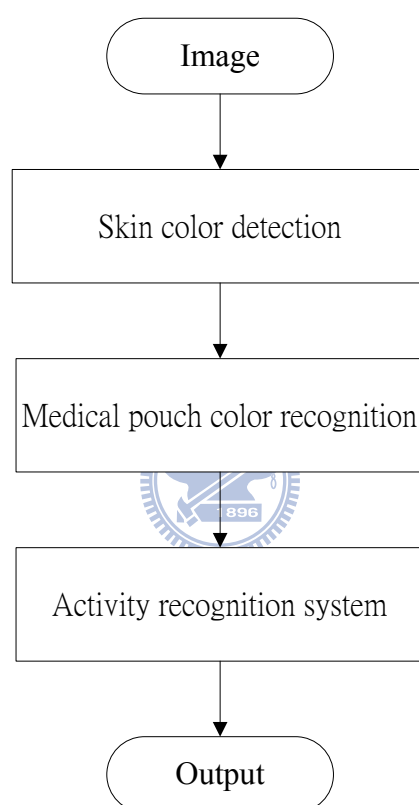 Image
Skin color detection
Medical pouch color recognition
1896
Activity recognition system
Output